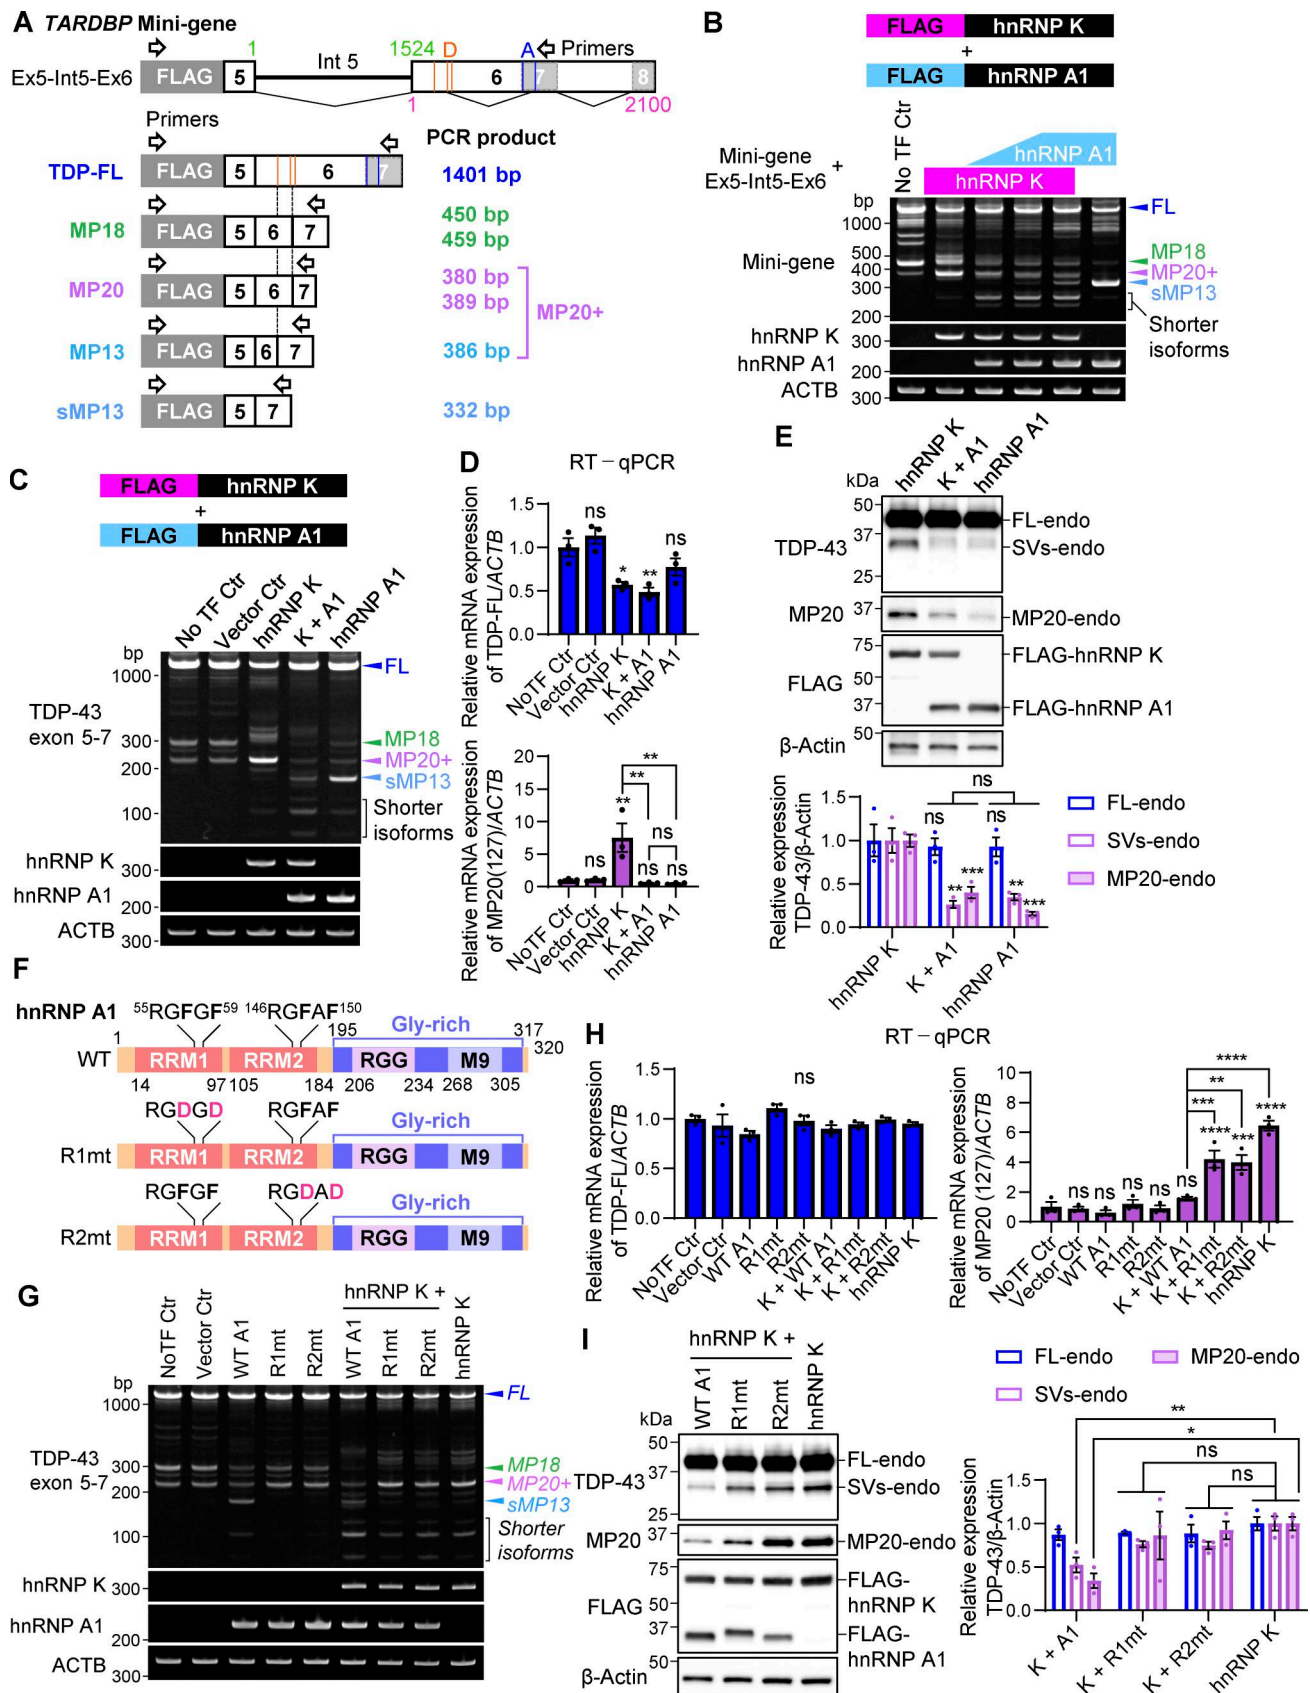 A TARDBP Mini-gene
1 1524 D A Primers
Int 5
Ex5-Int5-Ex6 FLAG 5 6 7 8
1 2100
Primers PCR product
TDP-FL FLAG 5 6 7 1401 bp
MP18 FLAG 5 6 7 450 bp
459 bp
MP20 FLAG 5 6 7 380 bp
389 bp
MP20+
MP13 FLAG 5 6 7 386 bp
sMP13 FLAG 5 7 332 bp
B
FLAG hnRNP K
+
FLAG hnRNP A1
No TF Ctr
Mini-gene
Ex5-Int5-Ex6 +
hnRNP A1
hnRNP K
bp
1000
500
400
300
200
Mini-gene
FL
MP18
MP20+
sMP13
Shorter
isoforms
hnRNP K 300
hnRNP A1 200
ACTB 300
C
FLAG hnRNP K
+
FLAG hnRNP A1
No TF Ctr
Vector Ctr
hnRNP K
K + A1
hnRNP A1
bp
1000
300
200
100
TDP-43
exon 5-7
FL
MP18
MP20+
sMP13
Shorter
isoforms
hnRNP K 300
hnRNP A1 200
ACTB 300
D
RT – qPCR
Relative mRNA expression
of TDP-FL/ACTB
1.5
1.0
0.5
0.0
ns * ** ns
NoTF Ctr
Vector Ctr
hnRNP K
K + A1
hnRNP A1
Relative mRNA expression
of MP20(127)/ACTB
20
15
10
5
0
**
**
** ns
ns
NoTF Ctr
Vector Ctr
hnRNP K
K + A1
hnRNP A1
E
hnRNP K
K + A1
hnRNP A1
kDa
50
37
25
TDP-43
FL-endo
SVs-endo
MP20 37 MP20-endo
75
50
37
FLAG
FLAG-hnRNP K
FLAG-hnRNP A1
β-Actin 50
Relative expression
TDP-43/β-Actin
1.5
1.0
0.5
0.0
ns
ns ns
** *** ** ***
hnRNP K
K + A1
hnRNP A1
FL-endo
SVs-endo
MP20-endo
F
hnRNP A1 55RGFGF59 146RGFAF150
1 195 Gly-rich 317
320
WT RRM1 RRM2 RGG M9
14 97 105 184 206 234 268 305
RGDGD RGFAF Gly-rich
R1mt RRM1 RRM2 RGG M9
RGFGF RGDAD Gly-rich
R2mt RRM1 RRM2 RGG M9
G
hnRNP K +
NoTF Ctr
Vector Ctr
WT A1
R1mt
R2mt
WT A1
R1mt
R2mt
hnRNP K
bp
1000
300
200
100
TDP-43
exon 5-7
FL
MP18
MP20+
sMP13
Shorter
isoforms
hnRNP K 300
hnRNP A1 200
ACTB 300
H
RT – qPCR
Relative mRNA expression
of TDP-FL/ACTB
1.5
1.0
0.5
0.0
ns
NoTF Ctr
Vector Ctr
WT A1
R1mt
R2mt
K + WT A1
K + R1mt
K + R2mt
hnRNP K
Relative mRNA expression
of MP20 (127)/ACTB
10
8
6
4
2
0
****
**
***
ns ns ns ns ns **** *** ****
NoTF Ctr
Vector Ctr
WT A1
R1mt
R2mt
K + WT A1
K + R1mt
K + R2mt
hnRNP K
I
hnRNP K +
WT A1
R1mt
R2mt
hnRNP K
kDa
50
37
25
TDP-43
FL-endo
SVs-endo
MP20 37 MP20-endo
75
50
37
FLAG
FLAG-
hnRNP K
FLAG-
hnRNP A1
β-Actin 50
FL-endo
MP20-endo
SVs-endo
**
*
ns
ns
Relative expression
TDP-43/β-Actin
1.5
1.0
0.5
0.0
K + A1
K + R1mt
K + R2mt
hnRNP K